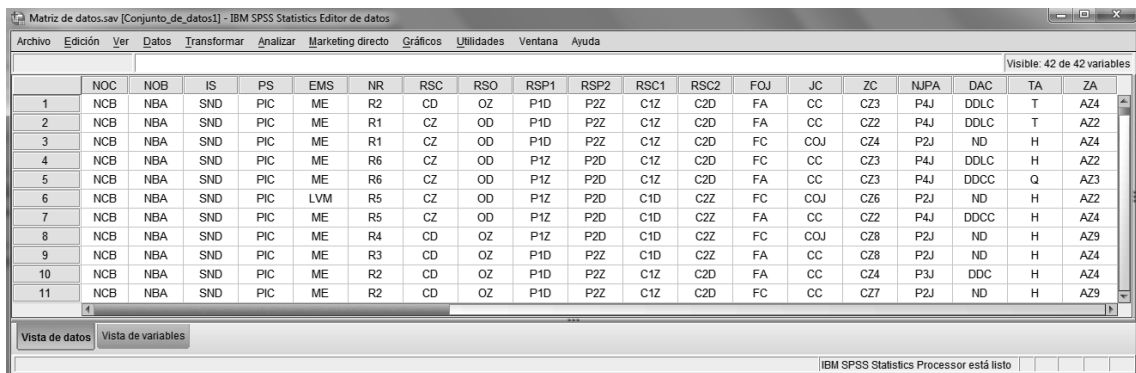 Matriz de datos.sav [Conjunto_de_datos1] - IBM SPSS Statistics Editor de datos
Archivo Edición Ver Datos Transformar Analizar Marketing directo Gráficos Utilidades Ventana Ayuda
Visible: 42 de 42 variables
NOC NOB IS PS EMS NR RSC RSO RSP1 RSP2 RSC1 RSC2 FOJ JC ZC NJPA DAC TA ZA
1 NCB NBA SND PIC ME R2 CD OZ P1D P2Z C1Z C2D FA CC CZ3 P4J DDLC T AZ4
2 NCB NBA SND PIC ME R1 CZ OD P1D P2Z C1Z C2D FA CC CZ2 P4J DDLC T AZ2
3 NCB NBA SND PIC ME R1 CZ OD P1D P2Z C1Z C2D FC COJ CZ4 P2J ND H AZ4
4 NCB NBA SND PIC ME R6 CZ OD P1Z P2D C1Z C2D FC CC CZ3 P4J DDLC H AZ2
5 NCB NBA SND PIC ME R6 CZ OD P1Z P2D C1Z C2D FA CC CZ3 P4J DDCC Q AZ3
6 NCB NBA SND PIC LVM R5 CZ OD P1Z P2D C1D C2Z FC COJ CZ6 P2J ND H AZ2
7 NCB NBA SND PIC ME R5 CZ OD P1Z P2D C1D C2Z FA CC CZ2 P4J DDCC H AZ4
8 NCB NBA SND PIC ME R4 CD OZ P1Z P2D C1D C2Z FC COJ CZ8 P2J ND H AZ9
9 NCB NBA SND PIC ME R3 CD OZ P1D P2Z C1D C2Z FA CC CZ8 P2J ND H AZ4
10 NCB NBA SND PIC ME R2 CD OZ P1D P2Z C1Z C2D FA CC CZ4 P3J DDC H AZ4
11 NCB NBA SND PIC ME R2 CD OZ P1D P2Z C1Z C2D FC CC CZ7 P2J ND H AZ9
Vista de datos Vista de variables
IBM SPSS Statistics Processor está listo